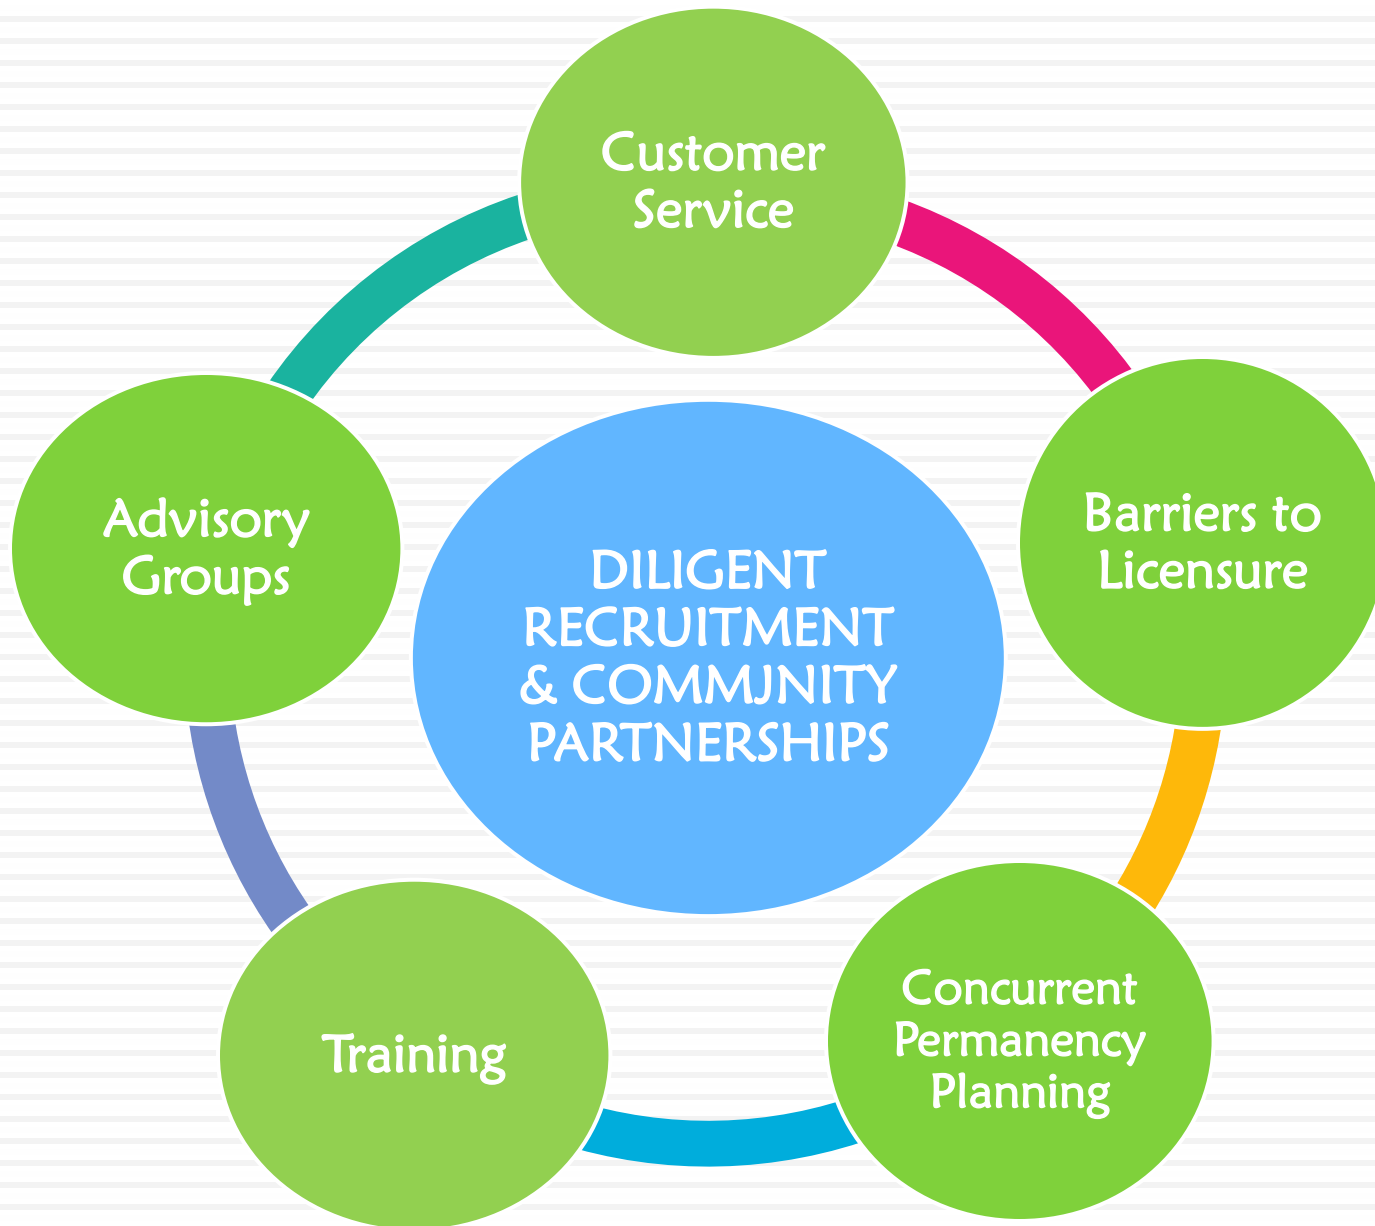 Customer
Service
Barriers to
Licensure
Concurrent
Permanency
Planning
Training
Advisory
Groups
DILIGENT
RECRUITMENT
& COMMJNITY
PARTNERSHIPS